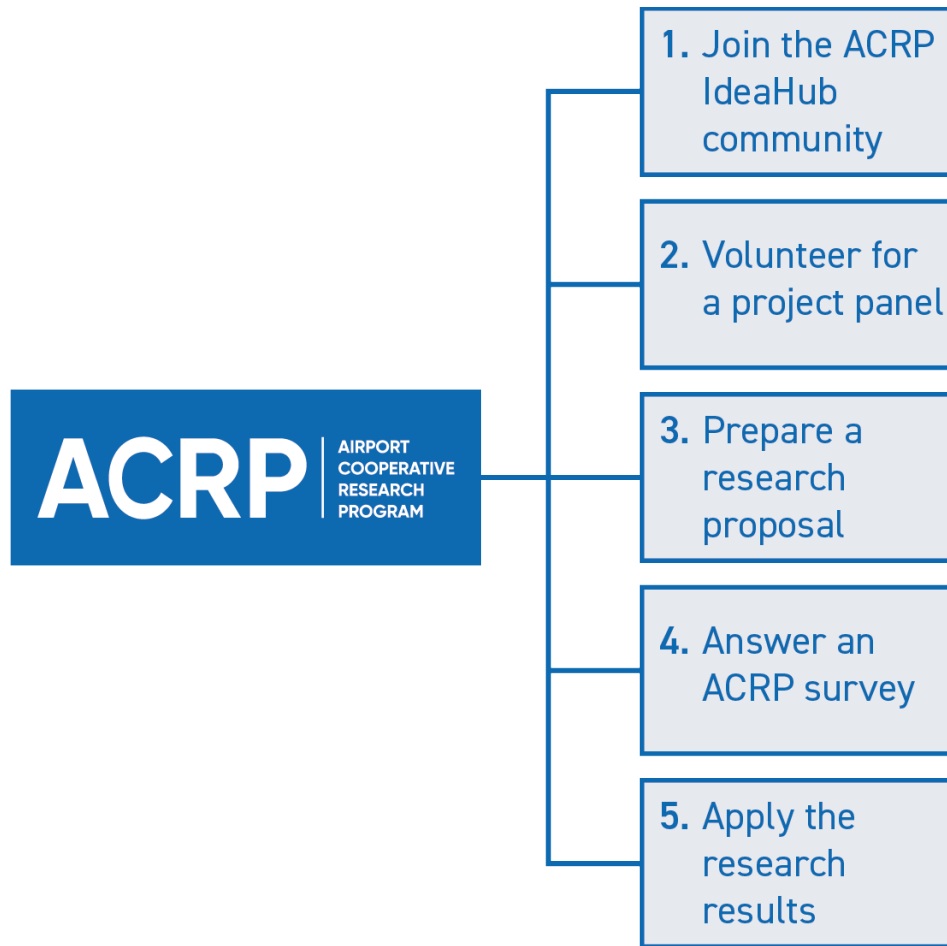 ACRP
AIRPORT
COOPERATIVE
RESEARCH
PROGRAM
1. Join the ACRP
IdeaHub
community
2. Volunteer for
a project panel
3. Prepare a
research
proposal
4. Answer an
ACRP survey
5. Apply the
research
results